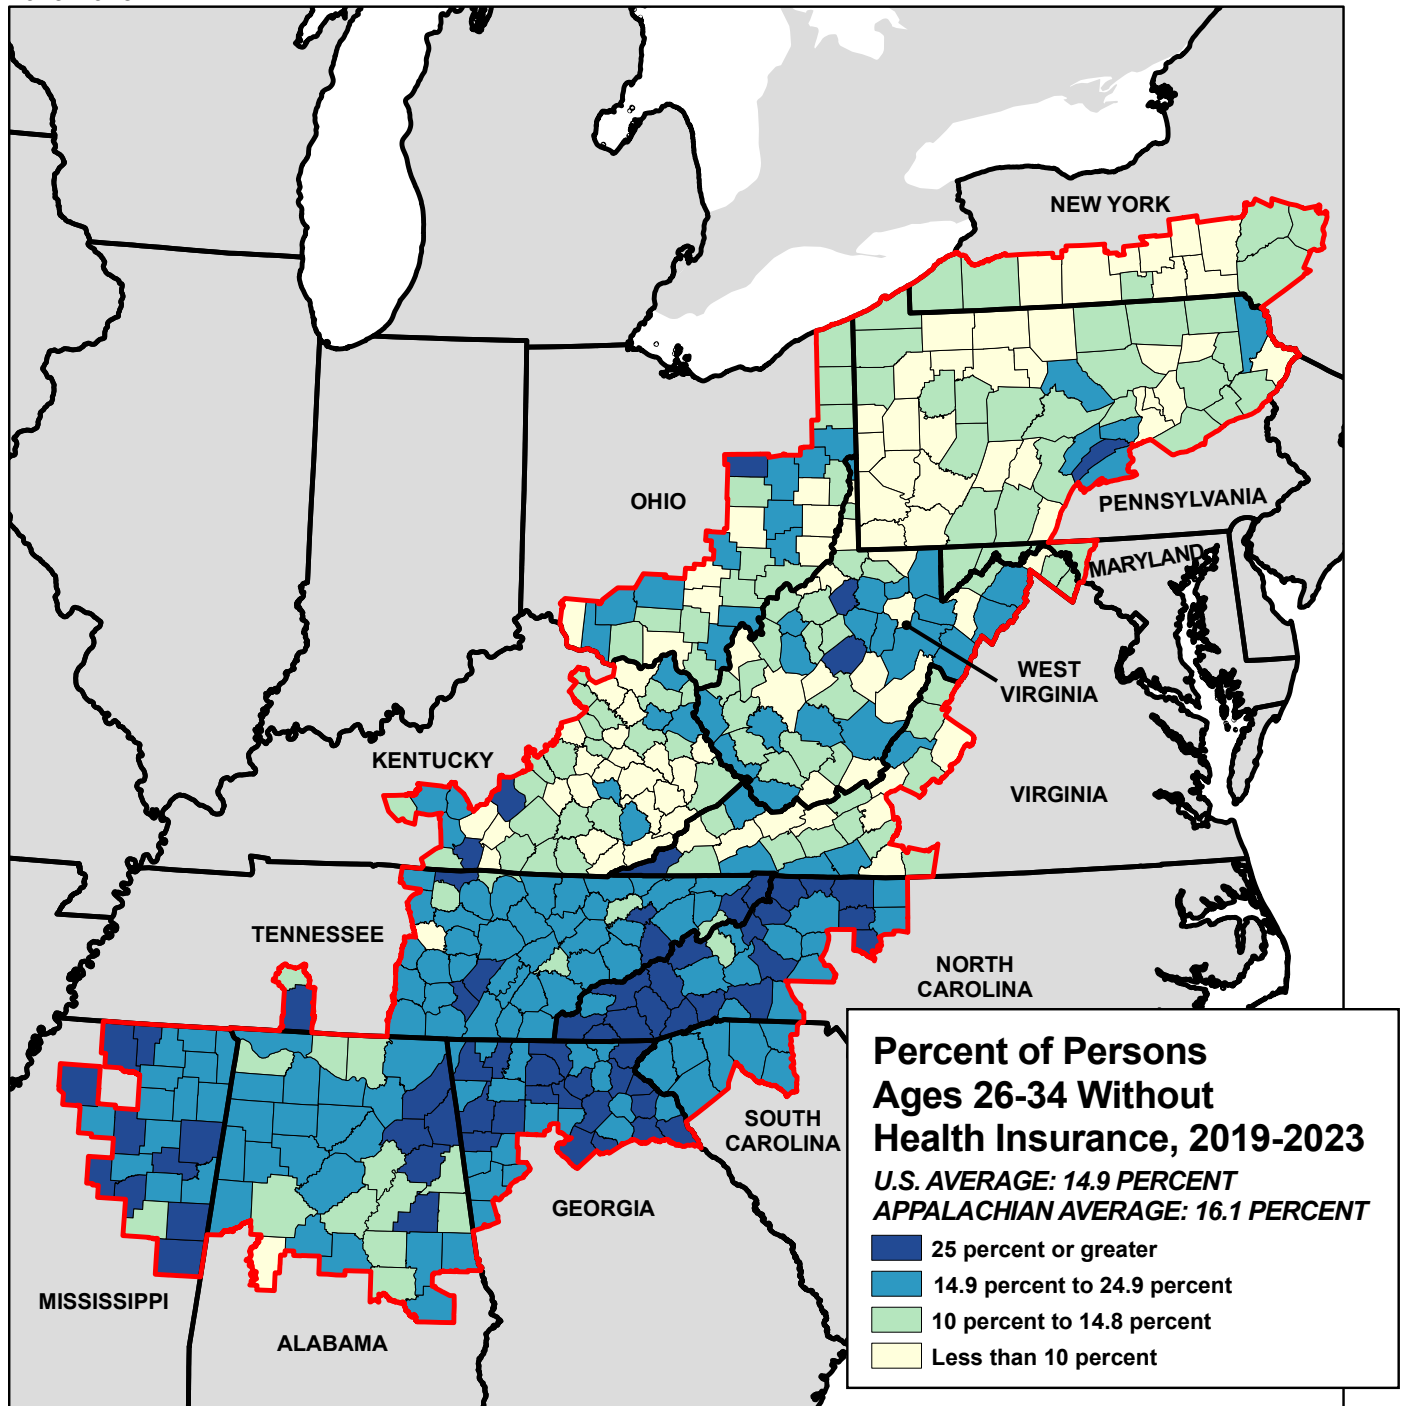 NEW YORK
OHIO
PENNSYLVANIA
MARYLAND
WEST
VIRGINIA
KENTUCKY
VIRGINIA
TENNESSEE
NORTH
CAROLINA
SOUTH
CAROLINA
GEORGIA
MISSISSIPPI
ALABAMA
Percent of Persons
Ages 26-34 Without
Health Insurance, 2019-2023
U.S. AVERAGE: 14.9 PERCENT
APPALACHIAN AVERAGE: 16.1 PERCENT
25 percent or greater
14.9 percent to 24.9 percent
10 percent to 14.8 percent
Less than 10 percent